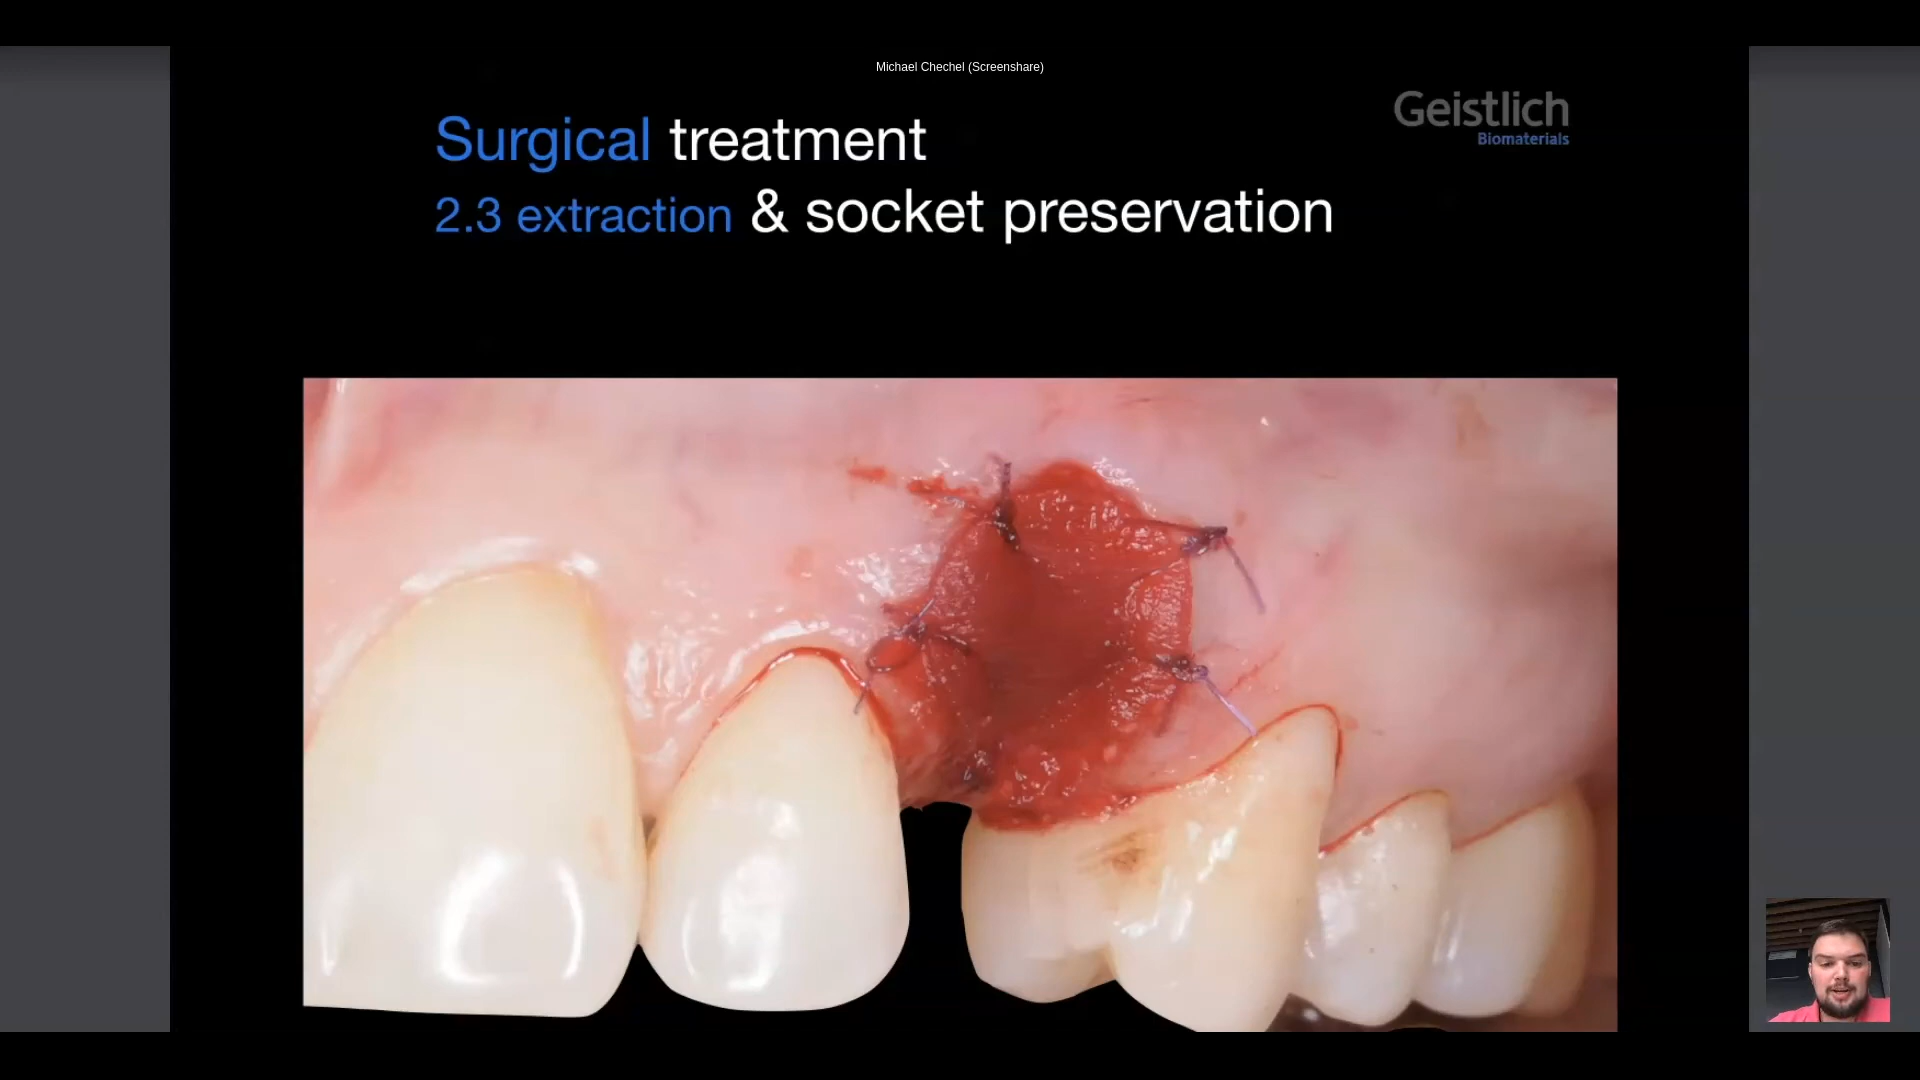 Michael Chechel (Screenshare)
Geistlich
Biomaterials
Surgical treatment
2.3 extraction & socket preservation